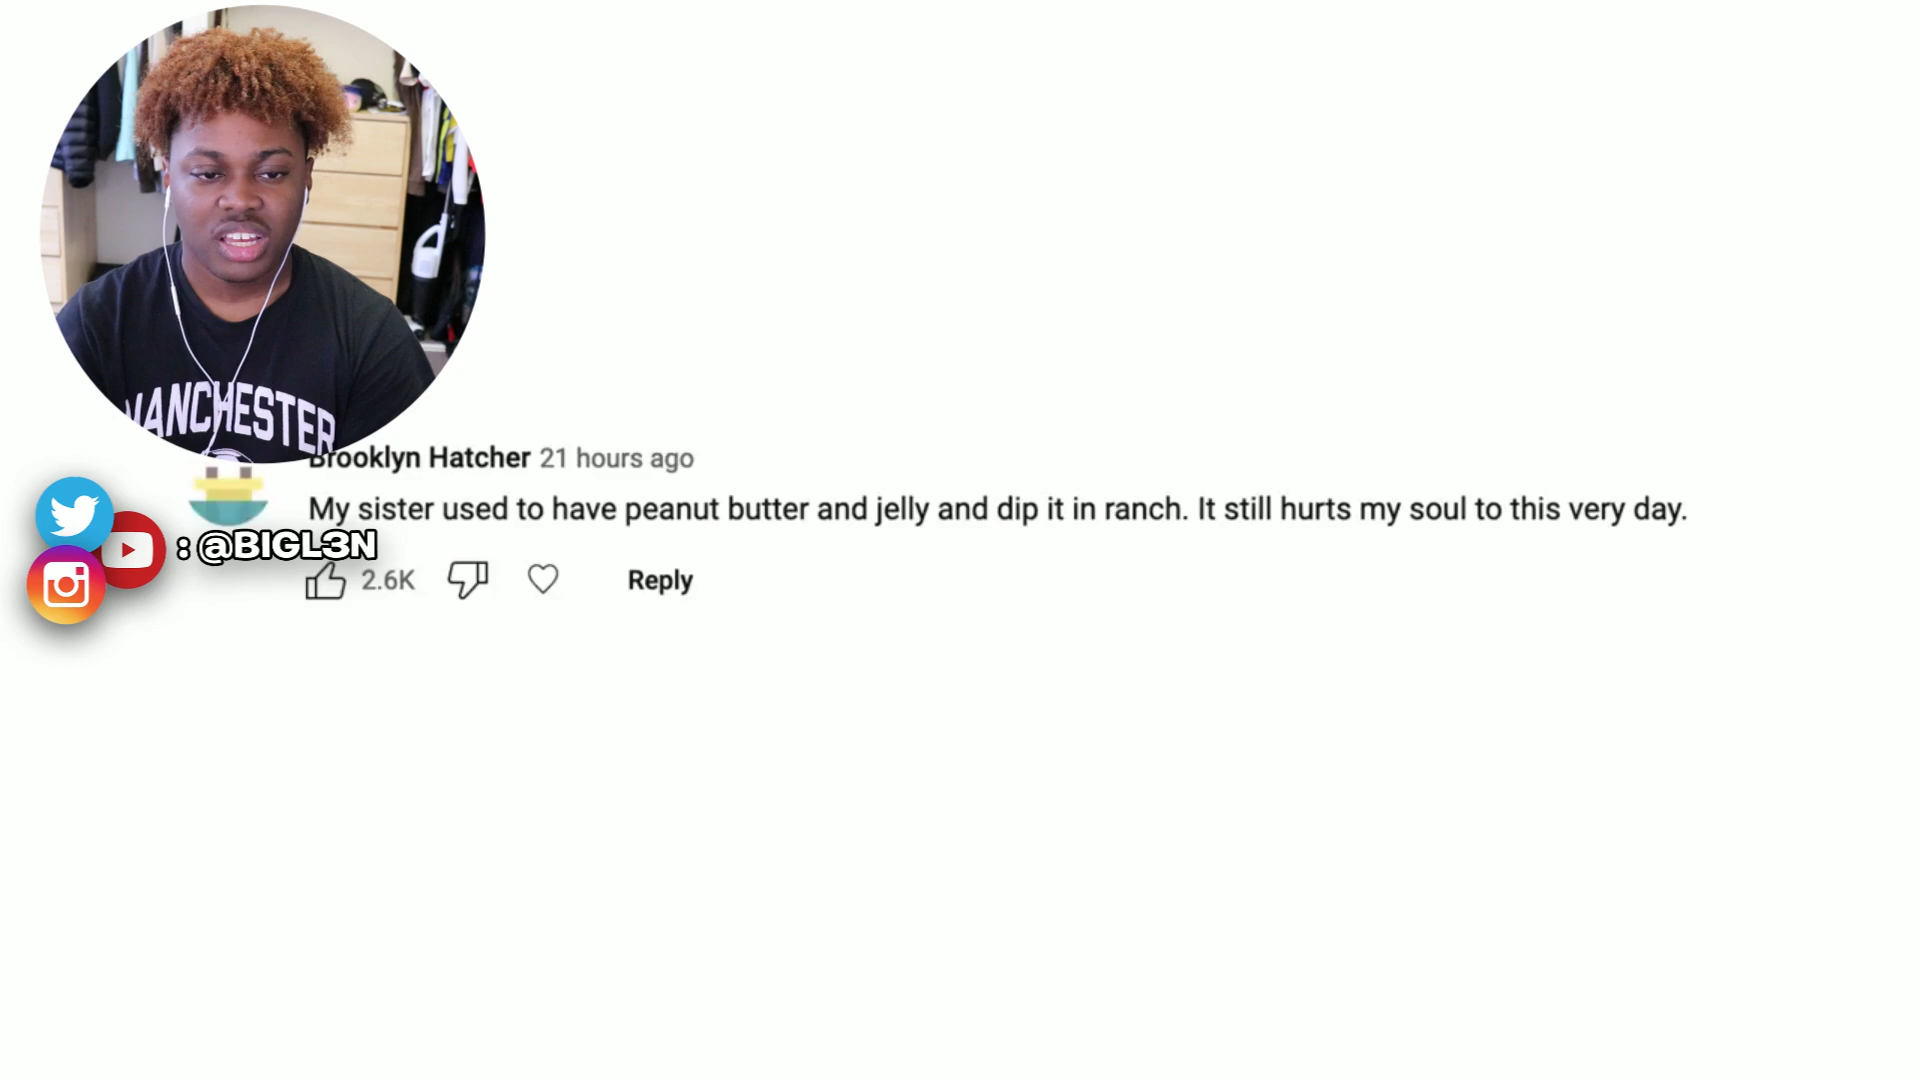 MANCHESTER
Brooklyn Hatcher 21 hours ago
My sister used to have peanut butter and jelly and dip it in ranch. It still hurts my soul to this very day.
: @BIGL3N
2.6K Reply